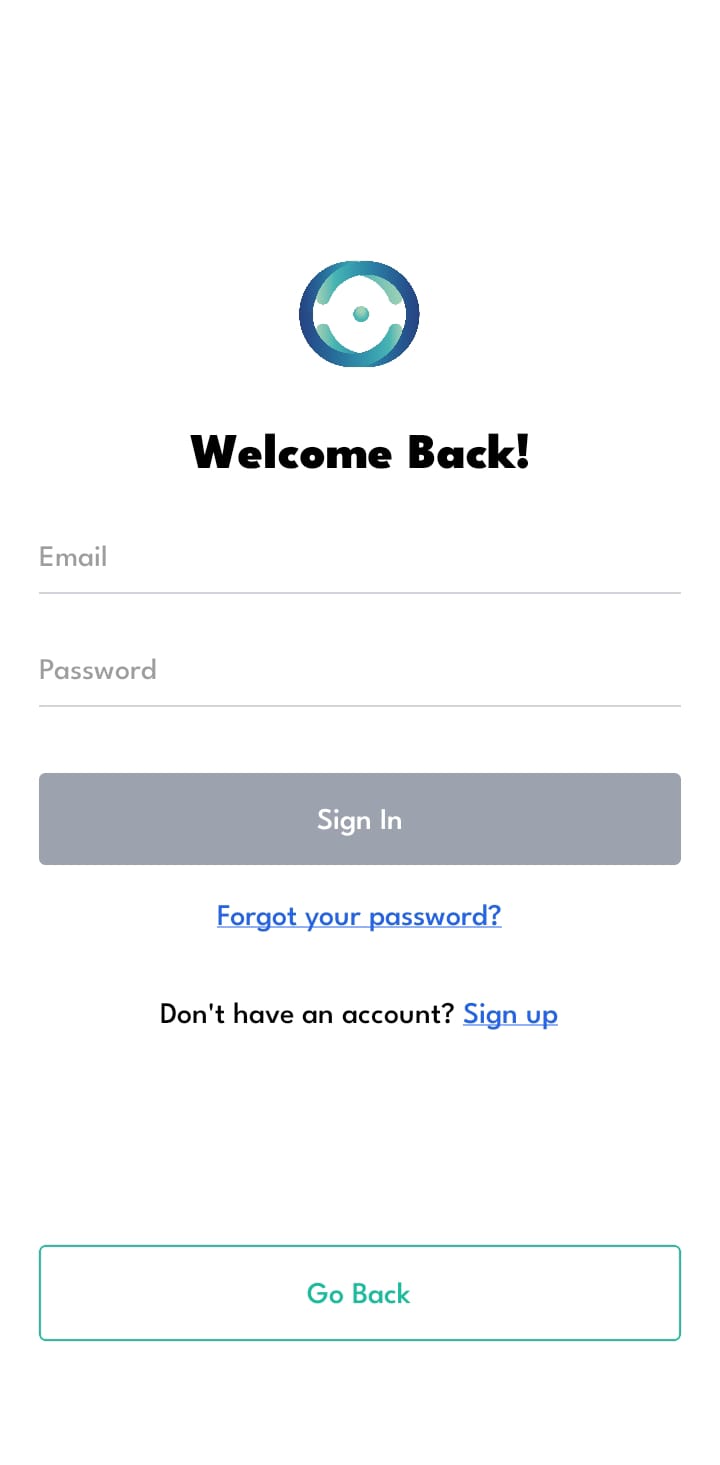 Welcome Back!
Email
Password
Sign In
Forgot your password?
Don't have an account? Sign up
Go Back